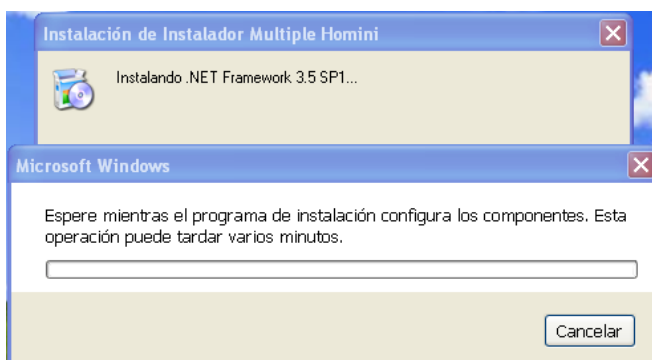 Instalación de Instalador Multiple Homini
Instalando .NET Framework 3.5 SP1...
Microsoft Windows
Espere mientras el programa de instalación configura los componentes. Esta
operación puede tardar varios minutos.
Cancelar